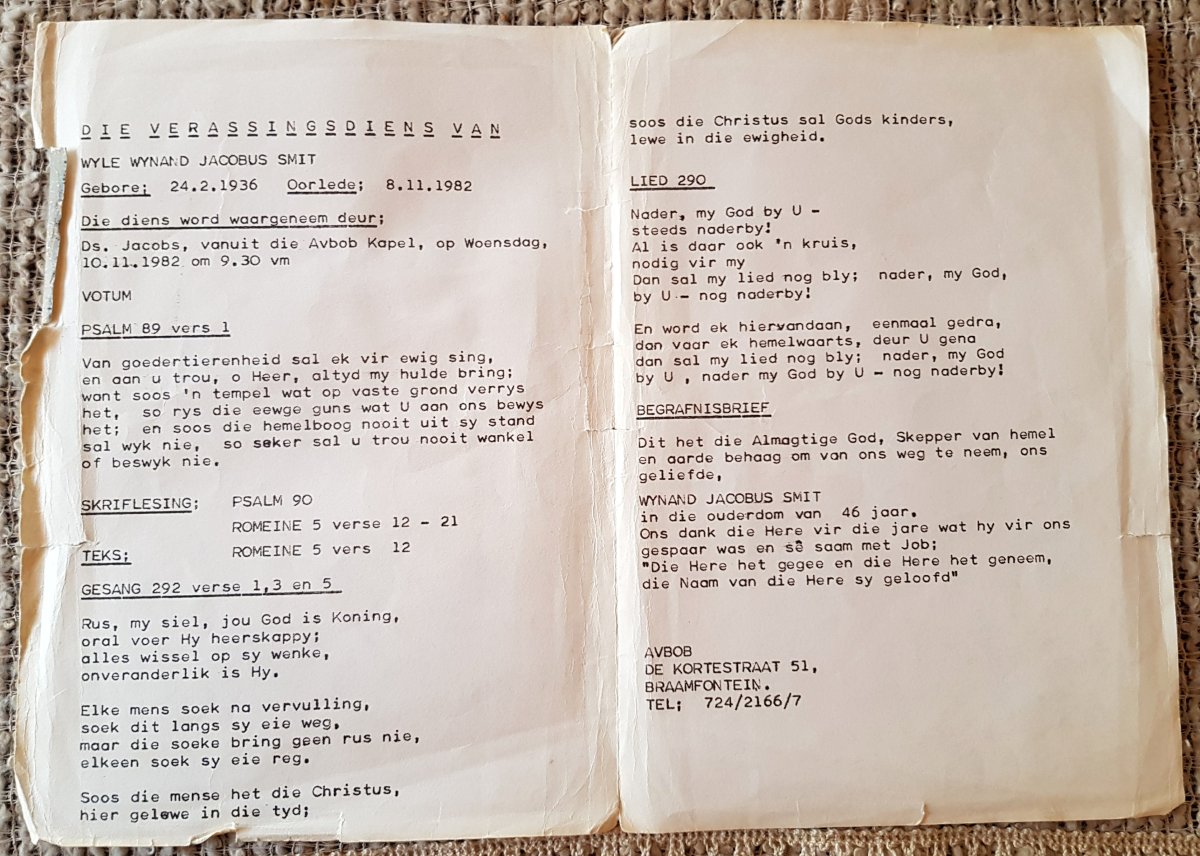 DIE VERASSINGSDIENS VAN
WYLE WYNAND JACOBUS SMIT
Gebore; 24.2.1936 Oorlede; 8.11.1982
Die diens word waargeneem deur;
Ds. Jacobs, vanuit die Avbob Kapel, op Woensdag,
10.11.1982 om 9.30 vm
VOTUM
PSALM 89 vers 1
Van goedertierenheid sal ek vir ewig sing,
en aan u trou, o Heer, altyd my hulde bring;
want soos 'n tempel wat op vaste grond verrys
het, so rys die eewge guns wat U aan ons bewys
het; en soos die hemelboog nooit uit sy stand
sal wyk nie, so seker sal u trou nooit wankel
of beswyk nie.
SKRIFLESING; PSALM 90
ROMEINE 5 verse 12 - 21
TEKS; ROMEINE 5 vers 12
GESANG 292 verse 1,3 en 5
Rus, my siel, jou God is Koning,
oral voer Hy heerskappy;
alles wissel op sy wenke,
onveranderlik is Hy.
Elke mens soek na vervulling,
soek dit langs sy eie weg,
maar die soeke bring geen rus nie,
elkeen soek sy eie reg.
Soos die mense het die Christus,
hier gelewe in die tyd;
soos die Christus sal Gods kinders,
lewe in die ewigheid.
LIED 290
Nader, my God by U -
steeds naderby!
Al is daar ook 'n kruis,
nodig vir my
Dan sal my lied nog bly; nader, my God,
by U - nog naderby!
En word ek hiervandaan, eenmaal gedra,
dan vaar ek hemelwaarts, deur U gena
dan sal my lied nog bly; nader, my God
by U , nader my God by U - nog naderby!
BEGRAFNISBRIEF
Dit het die Almagtige God, Skepper van hemel
en aarde behaag om van ons weg te neem, ons
geliefde,
WYNAND JACOBUS SMIT
in die ouderdom van 46 jaar.
Ons dank die Here vir die jare wat hy vir ons
gespaar was en sê saam met Job;
"Die Here het gegee en die Here het geneem,
die Naam van die Here sy geloofd"
AVBOB
DE KORTESTRAAT 51,
BRAAMFONTEIN.
TEL; 724/2166/7